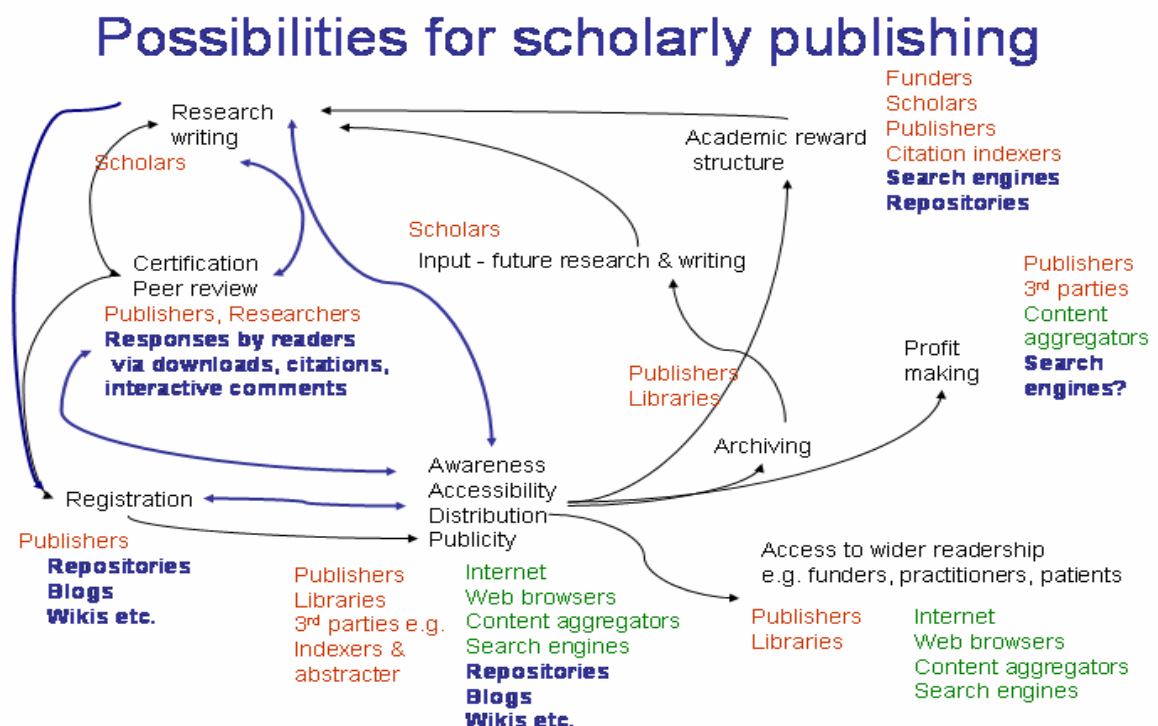 Possibilities for scholarly publishing
Research
writing
Scholars
Certification
Peer review
Publishers, Researchers
Responses by readers
via downloads, citations,
interactive comments
Registration
Publishers
Repositories
Blogs
Wikis etc.
Awareness
Accessibility
Distribution
Publicity
Publishers
Libraries
3rd parties e.g.
Indexers &
abstracter
Internet
Web browsers
Content aggregators
Search engines
Repositories
Blogs
Wikis etc.
Scholars
Input - future research & writing
Publishers
Libraries
Archiving
Academic reward
structure
Funders
Scholars
Publishers
Citation indexers
Search engines
Repositories
Profit
making
Publishers
3rd parties
Content
aggregators
Search
engines?
Access to wider readership
e.g. funders, practitioners, patients
Publishers
Libraries
Internet
Web browsers
Content aggregators
Search engines